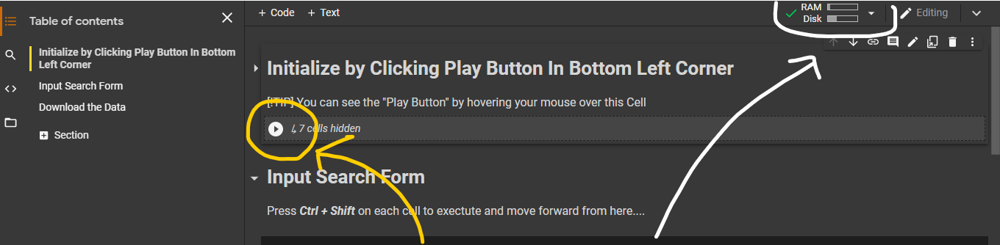 Table of contents
Initialize by Clicking Play Button In Bottom
Left Corner
Input Search Form
Download the Data
Section
+ Code + Text
RAM
Disk
Editing
Initialize by Clicking Play Button In Bottom Left Corner
[!TIP] You can see the "Play Button" by hovering your mouse over this Cell
↳ 7 cells hidden
Input Search Form
Press Ctrl + Shift on each cell to exectute and move forward from here....